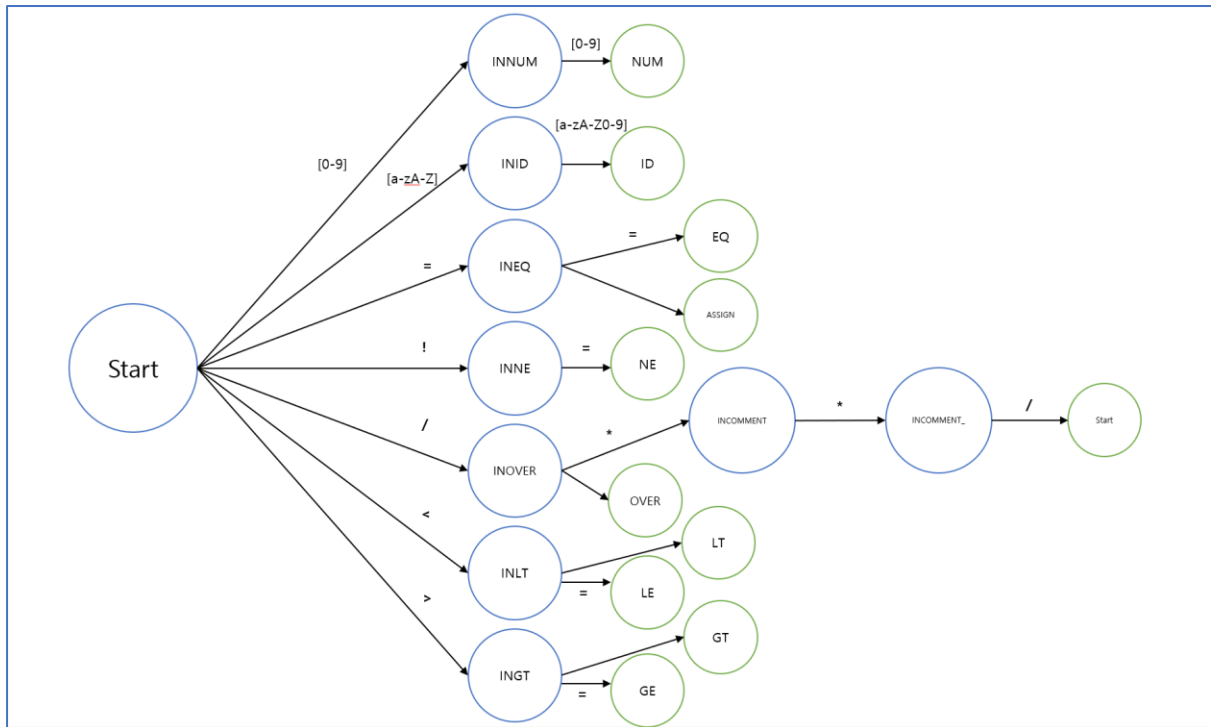 [0-9]
INNUM
NUM
[0-9]
[a-zA-Z0-9]
INID
ID
[a-zA-Z]
=
INEQ
=
EQ
ASSIGN
Start
!
INNE
=
NE
/
INOVER
*
INCOMMENT
*
INCOMMENT_
/
Start
OVER
<
INLT
LT
=
LE
>
INGT
GT
=
GE